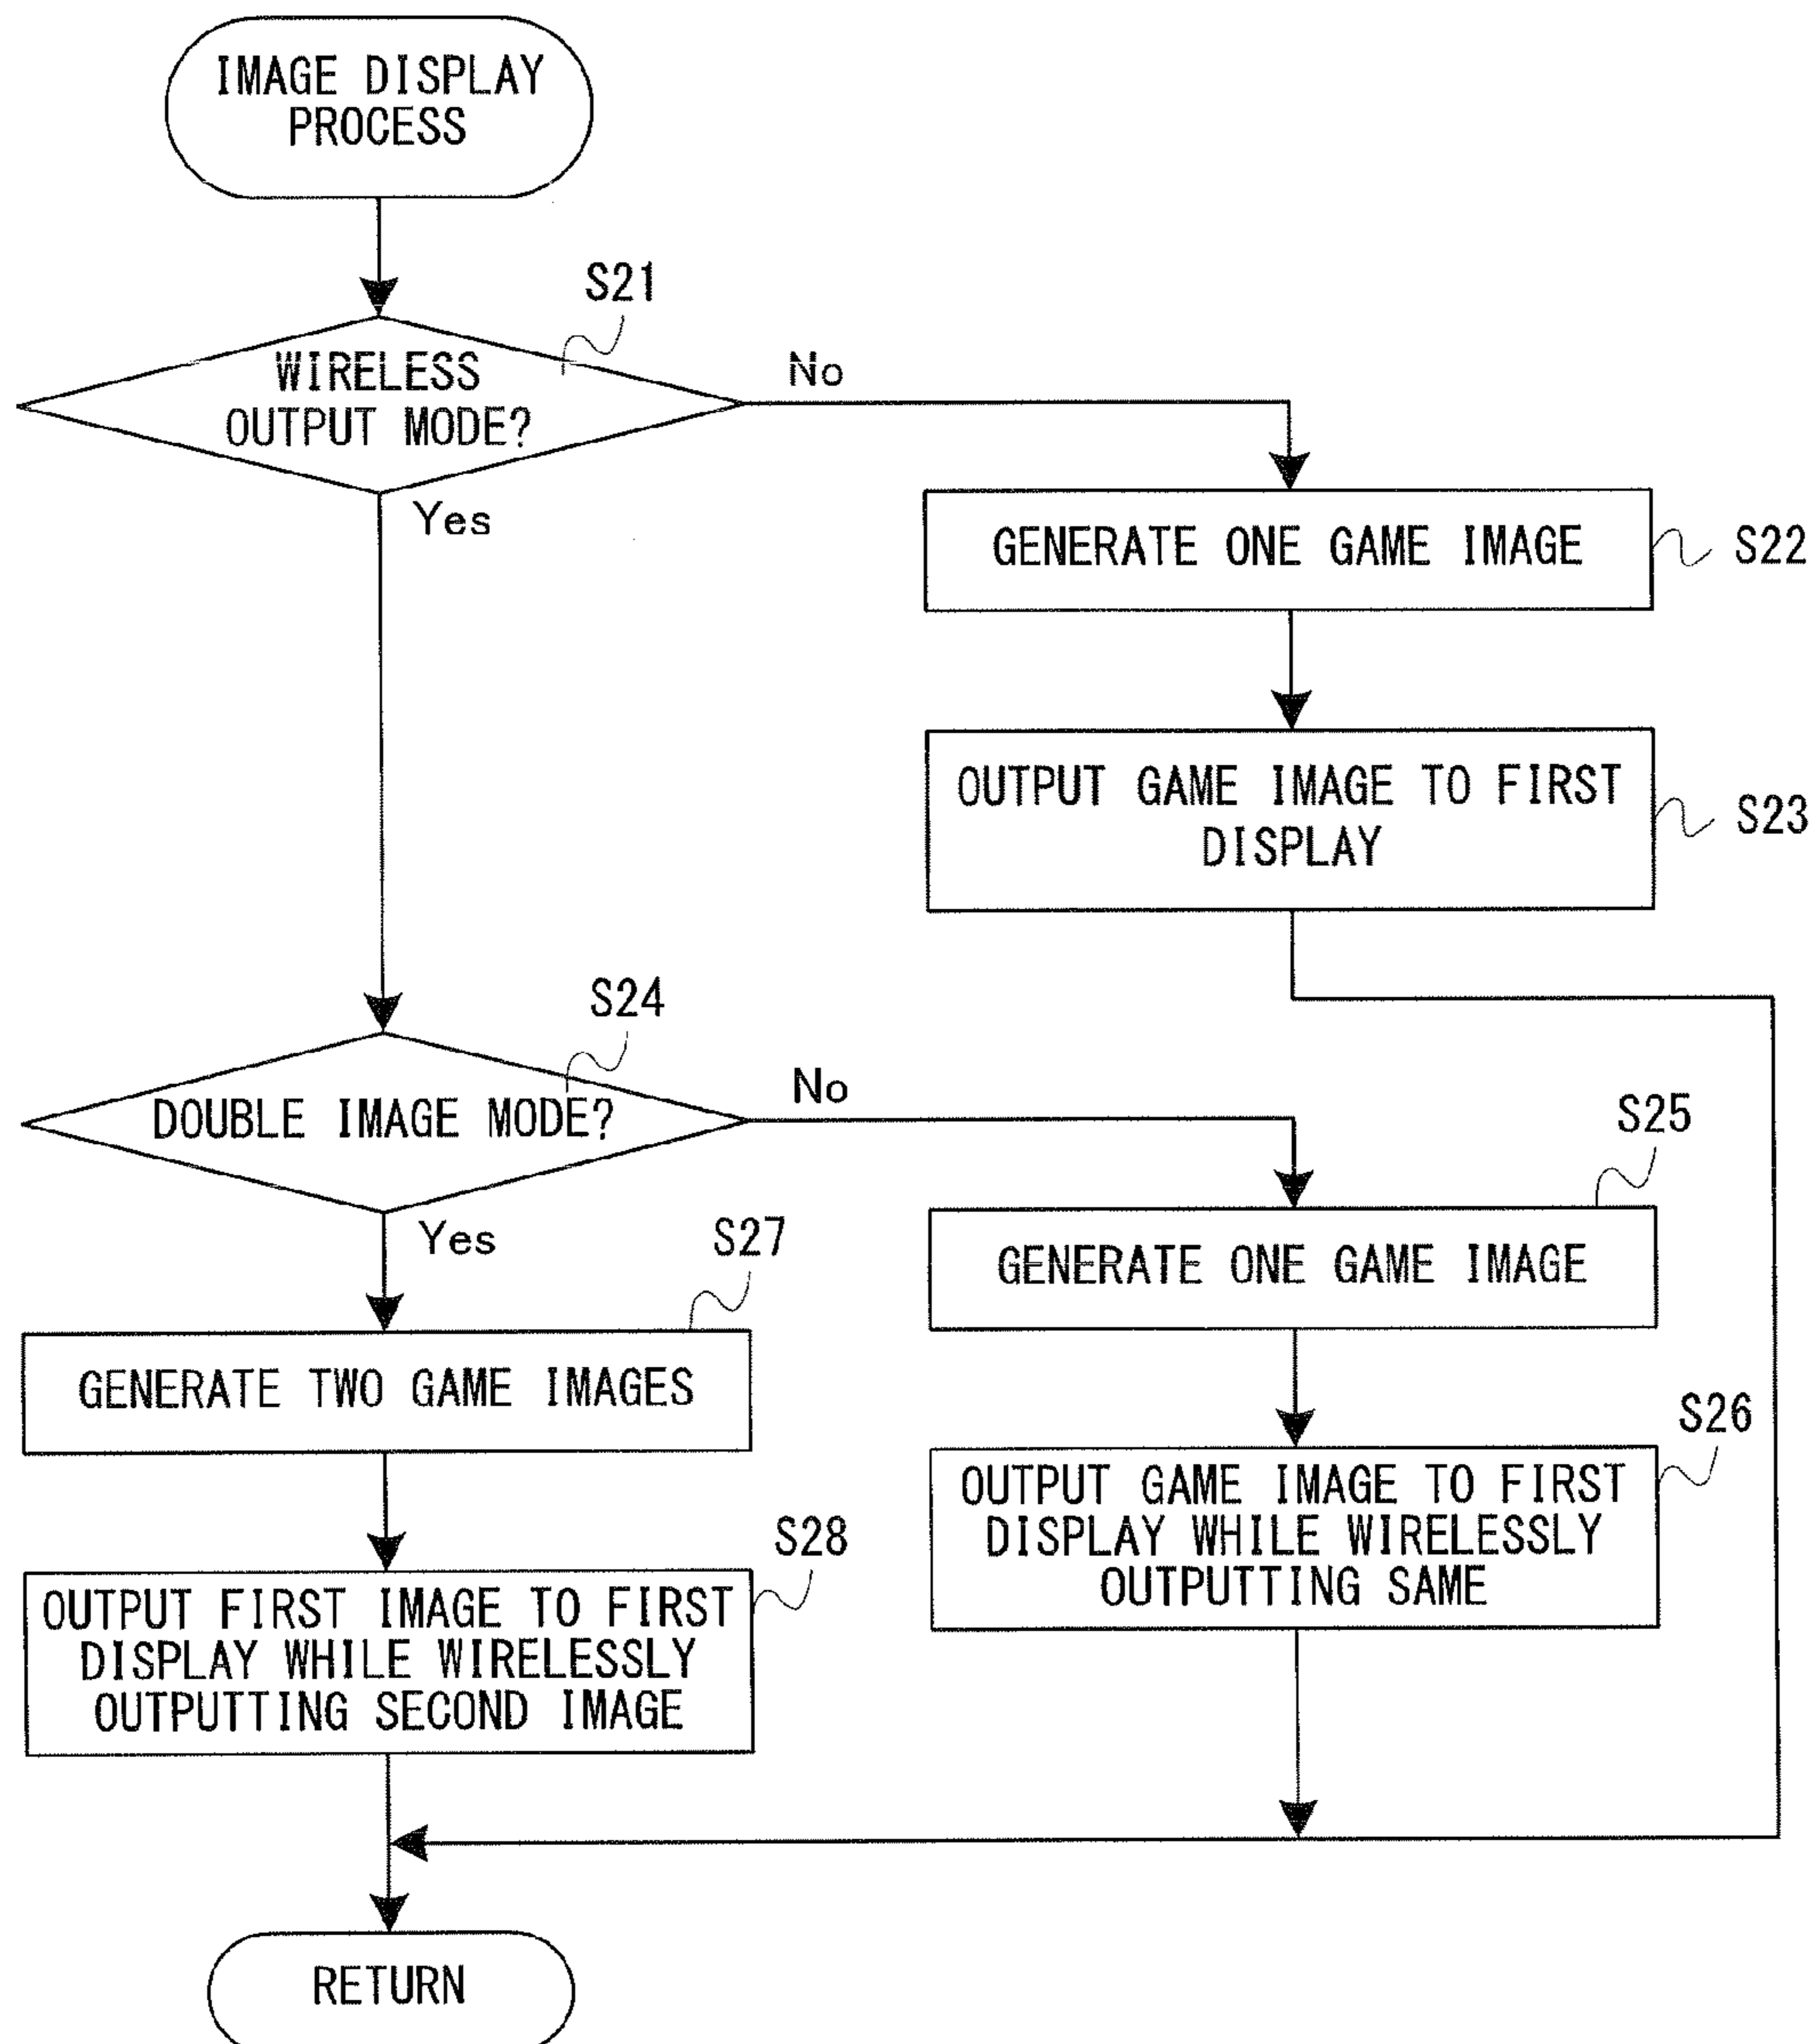 IMAGE DISPLAY
PROCESS
S21
WIRELESS
OUTPUT MODE?
No
Yes
GENERATE ONE GAME IMAGE
S22
OUTPUT GAME IMAGE TO FIRST
DISPLAY
S23
S24
DOUBLE IMAGE MODE?
No
Yes
S25
GENERATE ONE GAME IMAGE
S26
OUTPUT GAME IMAGE TO FIRST
DISPLAY WHILE WIRELESSLY
OUTPUTTING SAME
S27
GENERATE TWO GAME IMAGES
S28
OUTPUT FIRST IMAGE TO FIRST
DISPLAY WHILE WIRELESSLY
OUTPUTTING SECOND IMAGE
RETURN